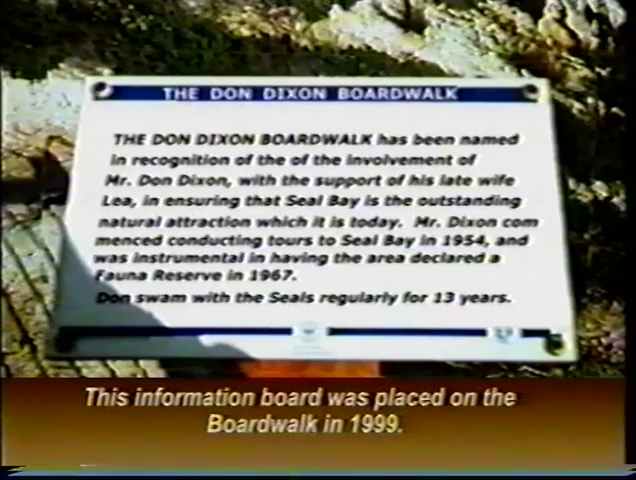 THE DON DIXON BOARDWALK
THE DON DIXON BOARDWALK has been named
in recognition of the of the involvement of
Mr. Don Dixon, with the support of his late wife
Lea, in ensuring that Seal Bay is the outstanding
natural attraction which it is today. Mr. Dixon com
menced conducting tours to Seal Bay in 1954, and
was instrumental in having the area declared a
Fauna Reserve in 1967.
Don swam with the Seals regularly for 13 years.
This information board was placed on the
Boardwalk in 1999.